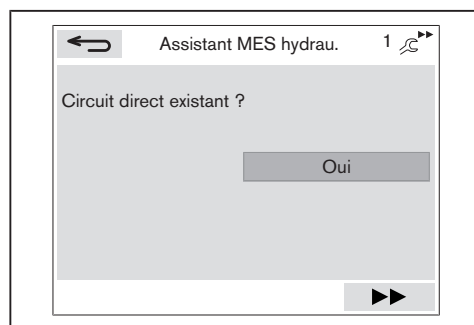 Assistant MES hydrau. 1
Circuit direct existant ?
Oui